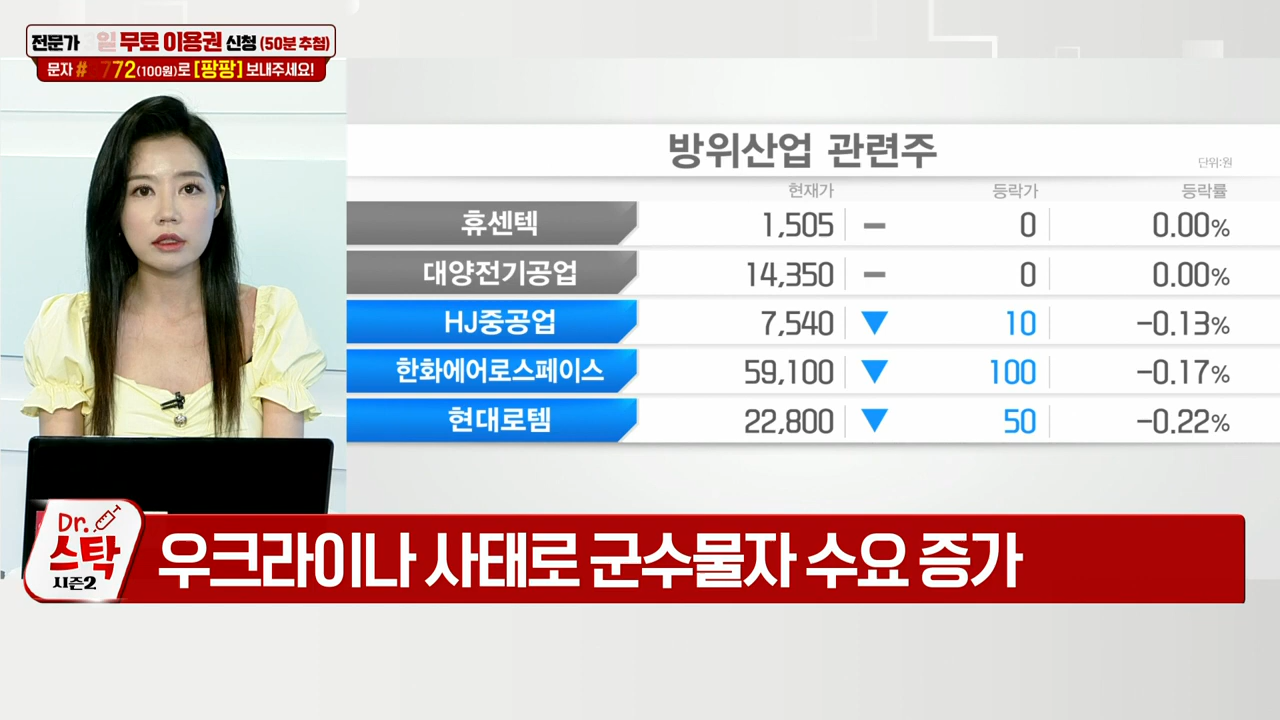 전문가 일 무료 이용권 신청 (50분 추첨)
문자 # 772(100원)로 [팡팡] 보내주세요!
방위산업 관련주
단위:원
현재가 등락가 등락률
휴센텍 1,505 0 0.00%
대양전기공업 14,350 0 0.00%
HJ중공업 7,540 ▼ 10 -0.13%
한화에어로스페이스 59,100 ▼ 100 -0.17%
현대로템 22,800 ▼ 50 -0.22%
Dr.
스탁
시즌2
우크라이나 사태로 군수물자 수요 증가